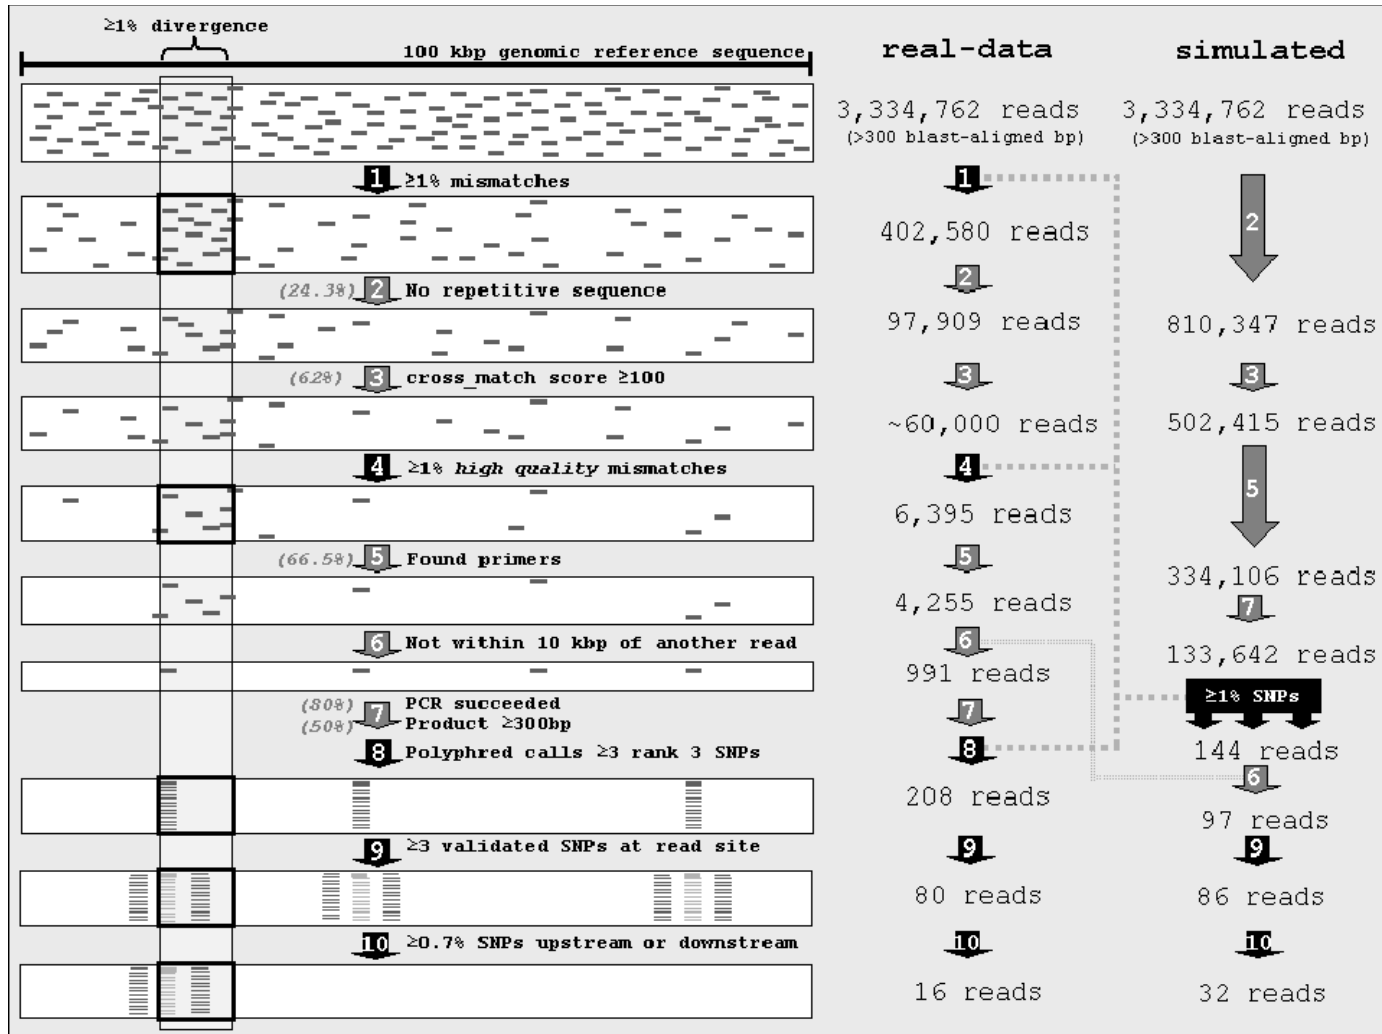 ≥1% divergence
100 kbp genomic reference sequence
real-data
simulated
3,334,762 reads
(>300 blast-aligned bp)
3,334,762 reads
(>300 blast-aligned bp)
1 ≥1% mismatches
1
2
402,580 reads
(24.3%) 2 No repetitive sequence
2
97,909 reads
810,347 reads
(62%) 3 cross_match score ≥100
3
3
~60,000 reads
502,415 reads
4 ≥1% high quality mismatches
4
5
6,395 reads
(66.5%) 5 Found primers
5
334,106 reads
4,255 reads
7
6 Not within 10 kbp of another read
6
133,642 reads
991 reads
≥1% SNPs
(80%)
(50%)
7 PCR succeeded
Product ≥300bp
7
8 Polyphred calls ≥3 rank 3 SNPs
8
144 reads
6
208 reads
97 reads
9 ≥3 validated SNPs at read site
9
9
80 reads
86 reads
10 ≥0.7% SNPs upstream or downstream
10
10
16 reads
32 reads